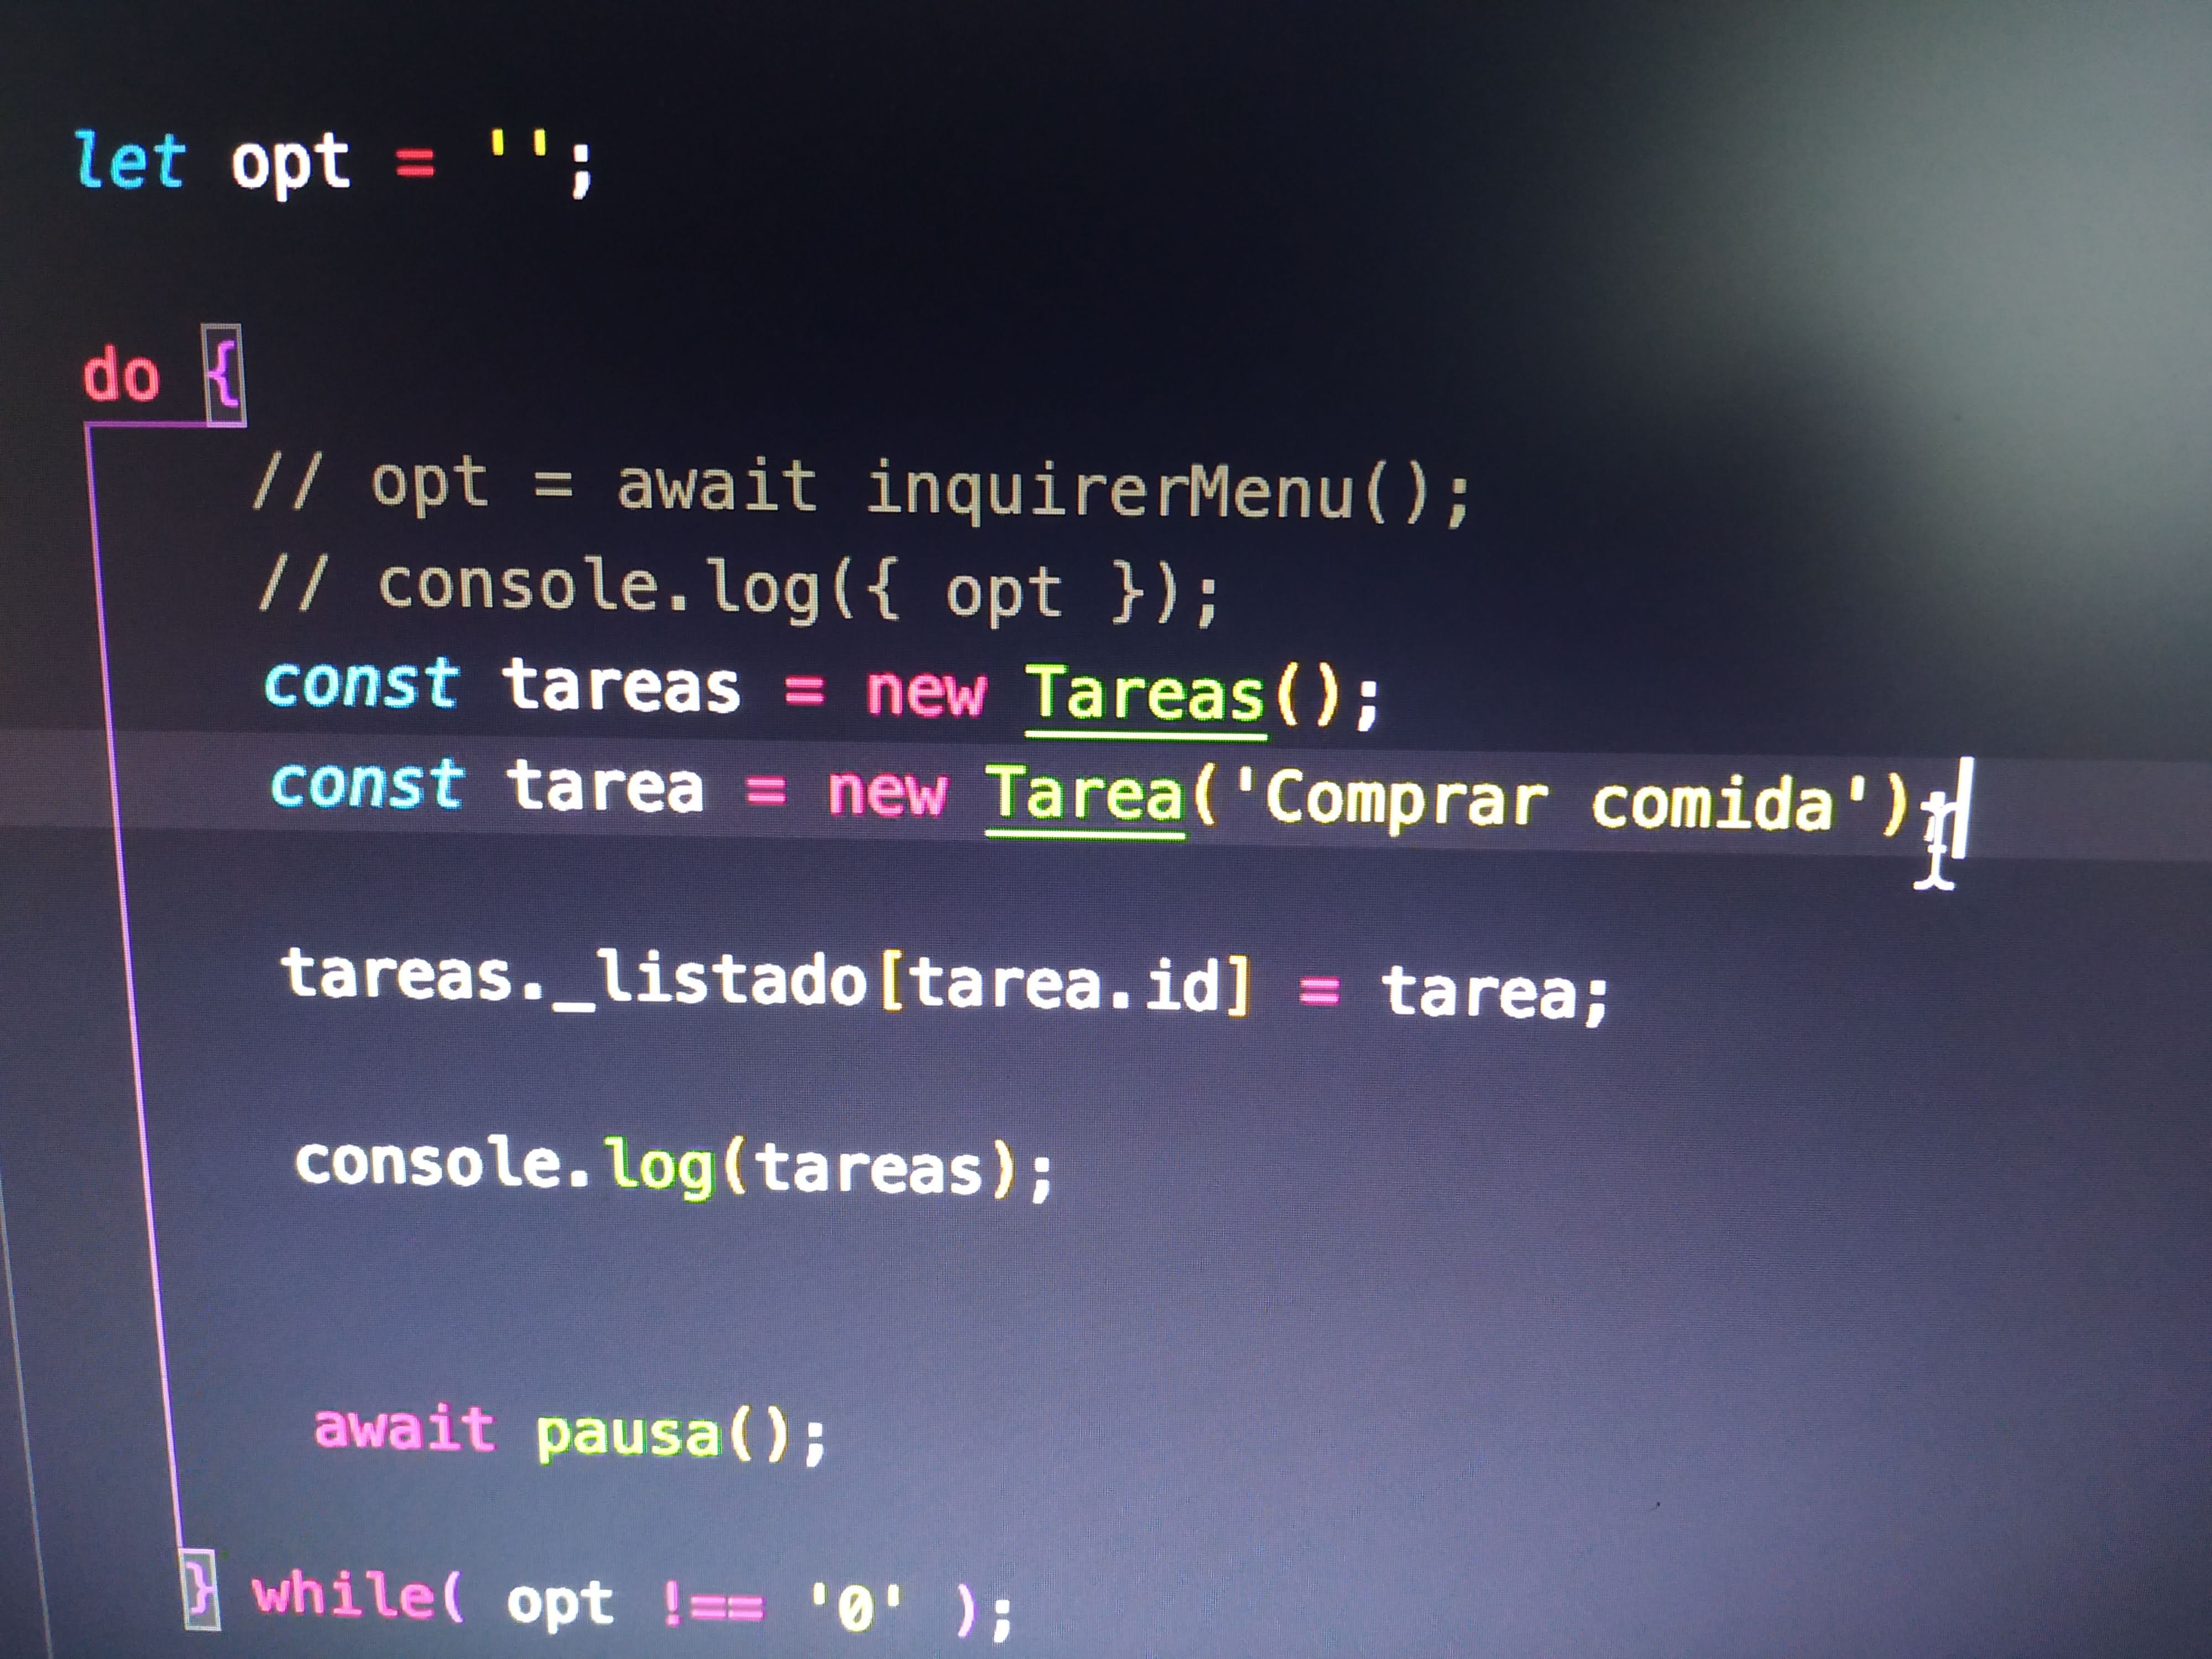 let opt = '';
do {
// opt = await inquirerMenu();
// console.log({ opt });
const tareas = new Tareas();
const tarea = new Tarea('Comprar comida');
tareas._listado[tarea.id] = tarea;
console.log(tareas);
await pausa();
} while( opt !== '0' );